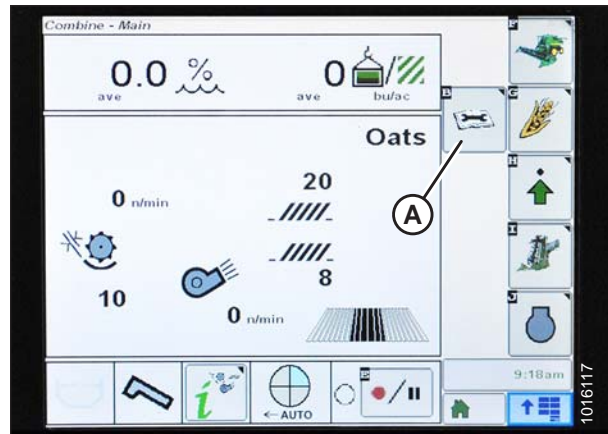 Combine - Main
F
0.0 %
ave
0 /
ave bu/ac
B
G
Oats
A
H
0 n/min
20
I
10
8
0 n/min
J
9:18am
i
← AUTO
E
/ıı
1016117